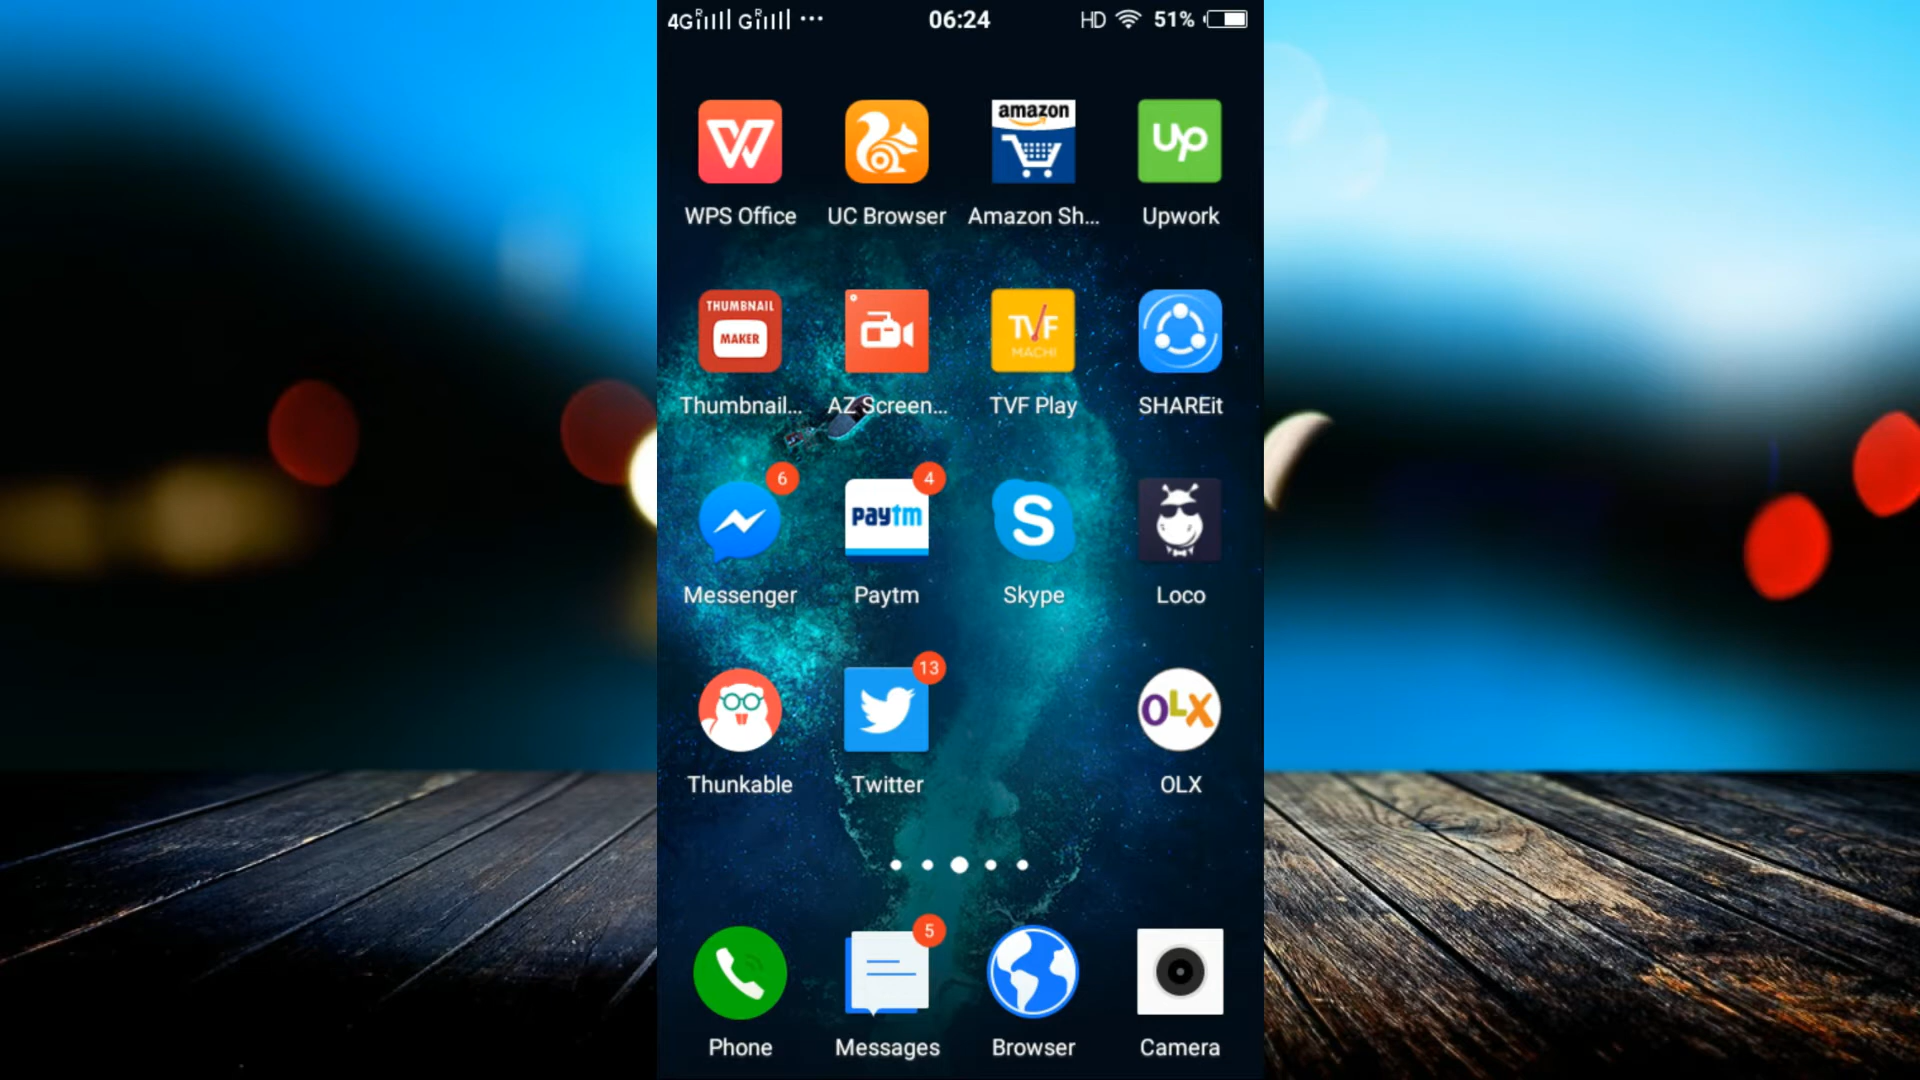 4G R G R ... 06:24 HD 51%
amazon
up
WPS Office UC Browser Amazon Sh... Upwork
THUMBNAIL
MAKER
TVF
MACHI
Thumbnail... AZ Screen... TVF Play SHAREit
6 4
paytm
S
Messenger Paytm Skype Loco
13
OLX
Thunkable Twitter OLX
5
Phone Messages Browser Camera